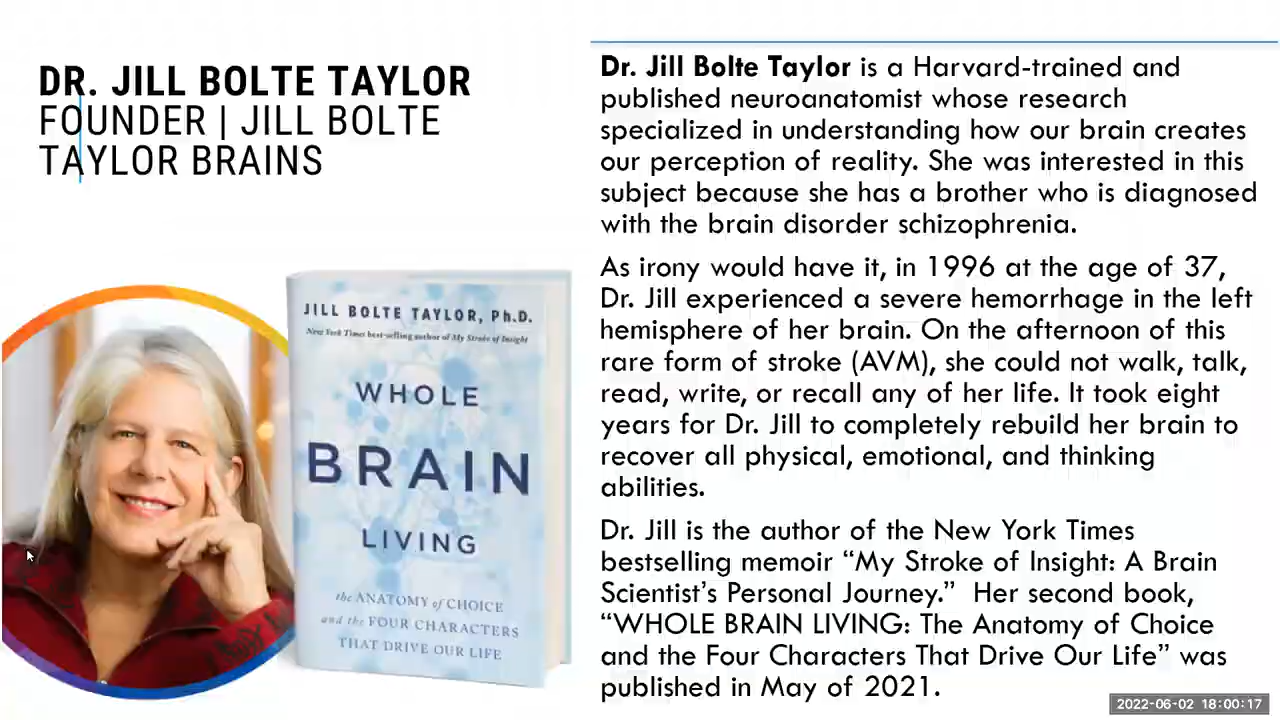 DR. JILL BOLTE TAYLOR
FOUNDER | JILL BOLTE
TAYLOR BRAINS
JILL BOLTE TAYLOR, Ph.D.
New York Times best-selling author of My Stroke of Insight
WHOLE
BRAIN
LIVING
the ANATOMY of CHOICE
and the FOUR CHARACTERS
THAT DRIVE OUR LIFE
Dr. Jill Bolte Taylor is a Harvard-trained and
published neuroanatomist whose research
specialized in understanding how our brain creates
our perception of reality. She was interested in this
subject because she has a brother who is diagnosed
with the brain disorder schizophrenia.
As irony would have it, in 1996 at the age of 37,
Dr. Jill experienced a severe hemorrhage in the left
hemisphere of her brain. On the afternoon of this
rare form of stroke (AVM), she could not walk, talk,
read, write, or recall any of her life. It took eight
years for Dr. Jill to completely rebuild her brain to
recover all physical, emotional, and thinking
abilities.
Dr. Jill is the author of the New York Times
bestselling memoir “My Stroke of Insight: A Brain
Scientist’s Personal Journey.”  Her second book,
“WHOLE BRAIN LIVING: The Anatomy of Choice
and the Four Characters That Drive Our Life” was
published in May of 2021.
2022-06-02 18:00:17